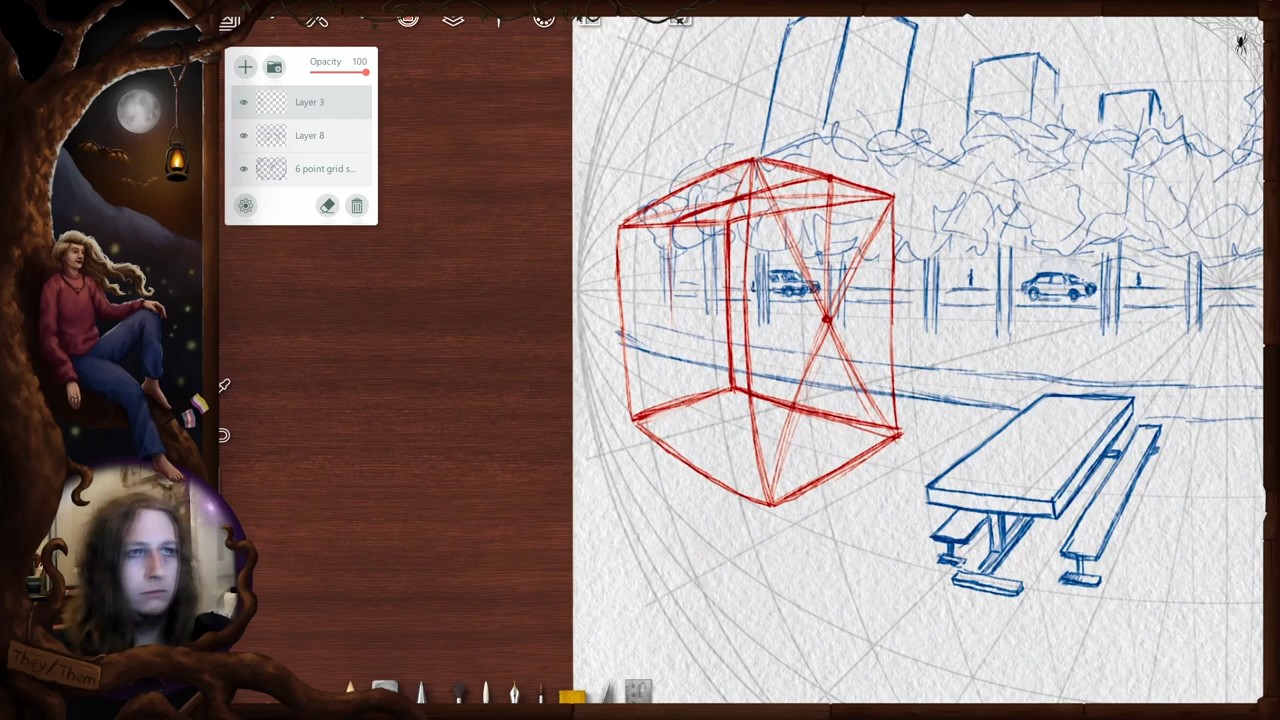 Opacity 100
Layer 3
Layer 8
6 point grid s...
They/Them